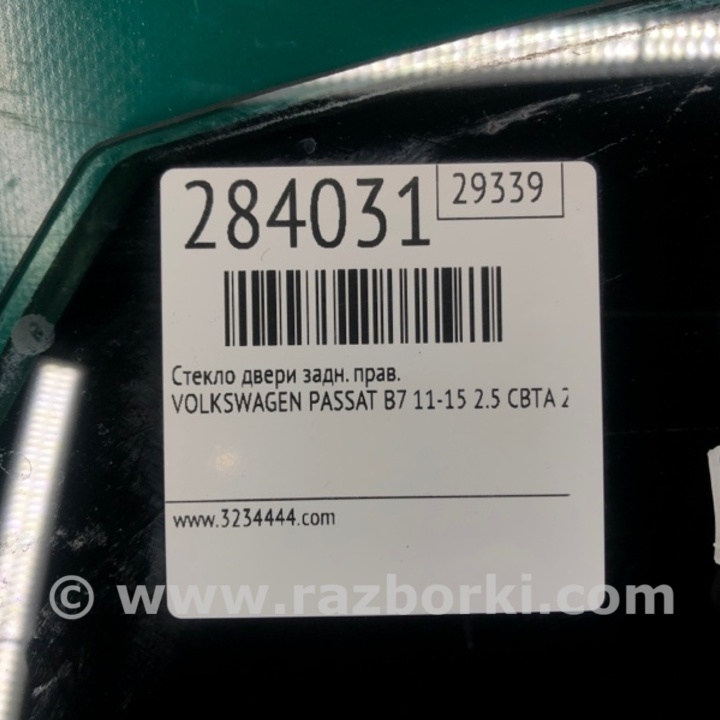 284031
29339
Стекло двери задн. прав.
VOLKSWAGEN PASSAT B7 11-15 2.5 CBTA 2
www.3234444.com
© www.razborki.com